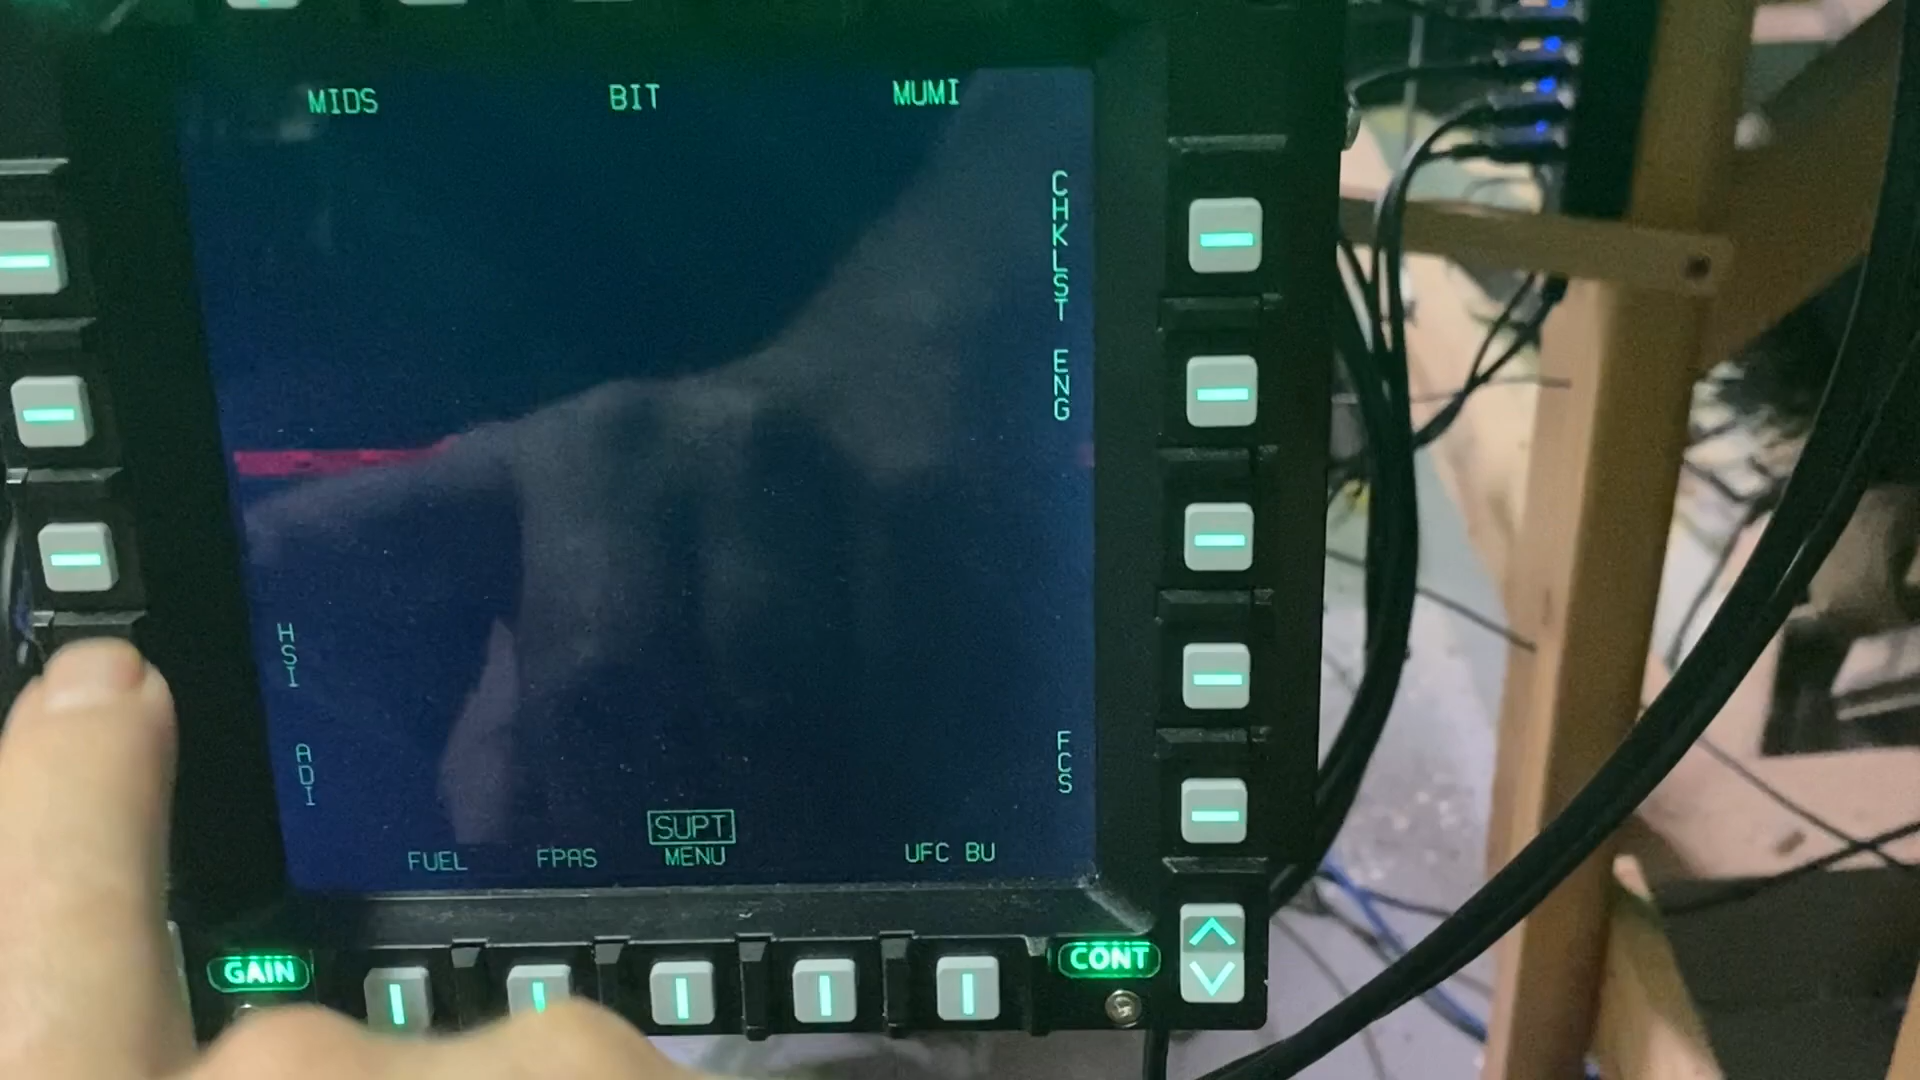 MIDS BIT MUMI
CHKLST
ENG
HSI
ADI
FCS
SUPT
MENU
FUEL FPAS UFC BU
GAIN
CONT